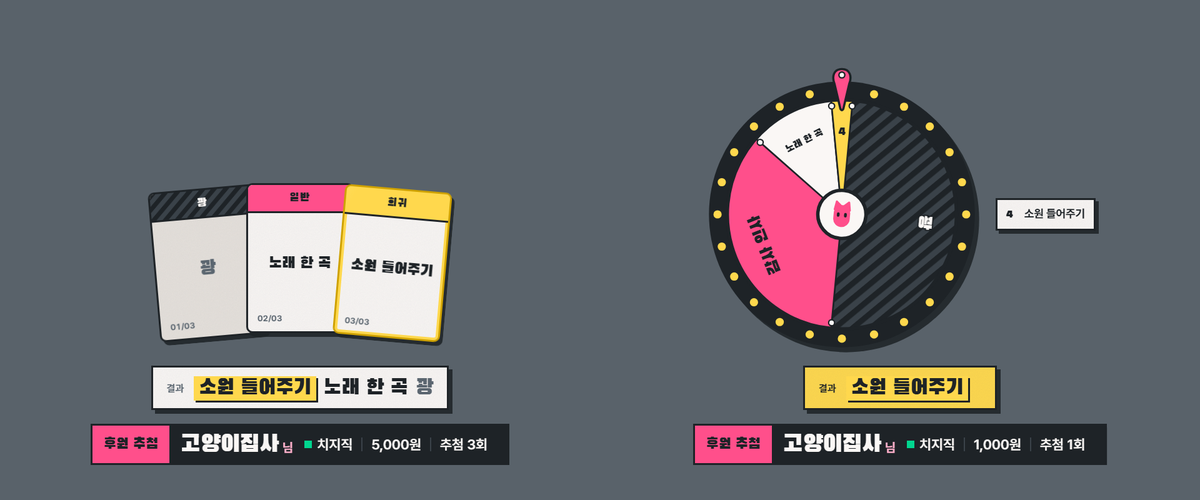 꽝
일반
희귀
꽝
노래 한 곡
소원 들어주기
01/03
02/03
03/03
결과 소원 들어주기 노래 한 곡 꽝
후원 추첨 고양이집사 님 치지직 5,000원 추첨 3회
노래 한 곡
4
꽝
4 소원 들어주기
결과 소원 들어주기
후원 추첨 고양이집사 님 치지직 1,000원 추첨 1회